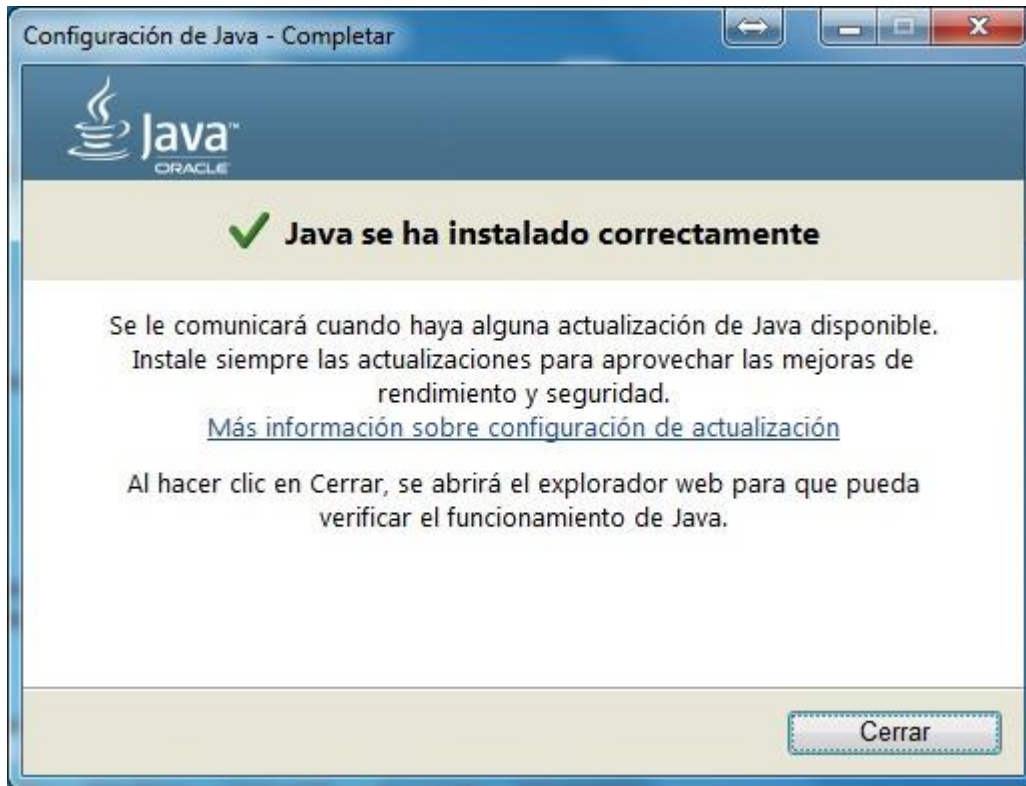 Configuración de Java - Completar
Java™
ORACLE
Java se ha instalado correctamente
Se le comunicará cuando haya alguna actualización de Java disponible.
Instale siempre las actualizaciones para aprovechar las mejoras de
rendimiento y seguridad.
Más información sobre configuración de actualización
Al hacer clic en Cerrar, se abrirá el explorador web para que pueda
verificar el funcionamiento de Java.
Cerrar